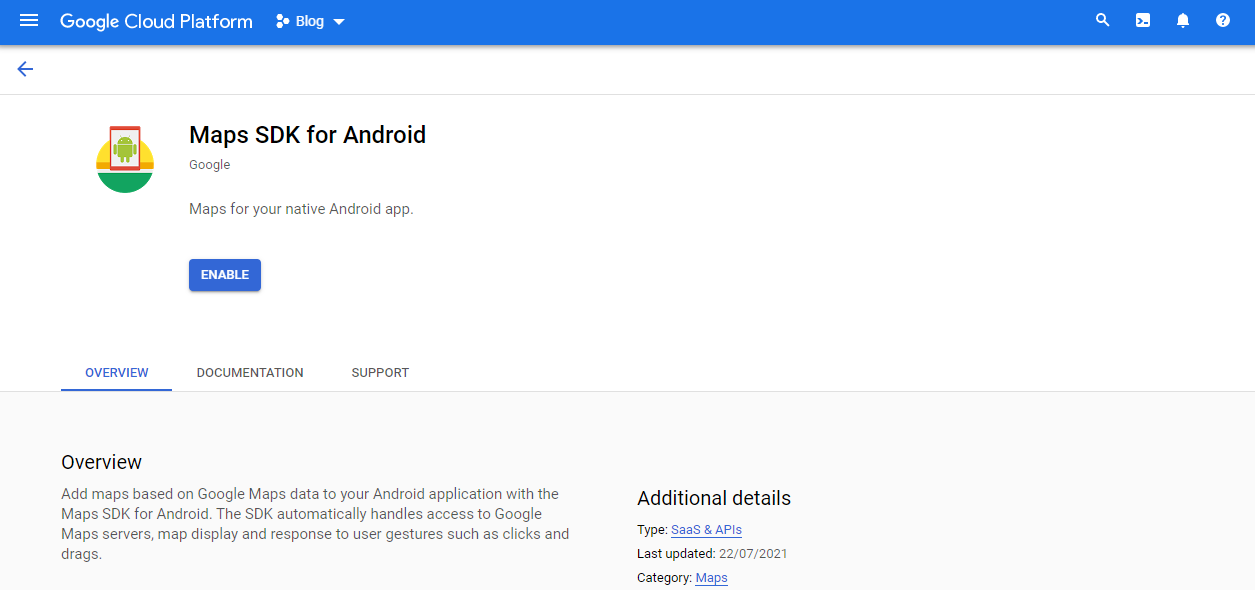 Google Cloud Platform Blog
Maps SDK for Android
Google
Maps for your native Android app.
ENABLE
OVERVIEW DOCUMENTATION SUPPORT
Overview
Add maps based on Google Maps data to your Android application with the
Maps SDK for Android. The SDK automatically handles access to Google
Maps servers, map display and response to user gestures such as clicks and
drags.
Additional details
Type: SaaS & APIs
Last updated: 22/07/2021
Category: Maps